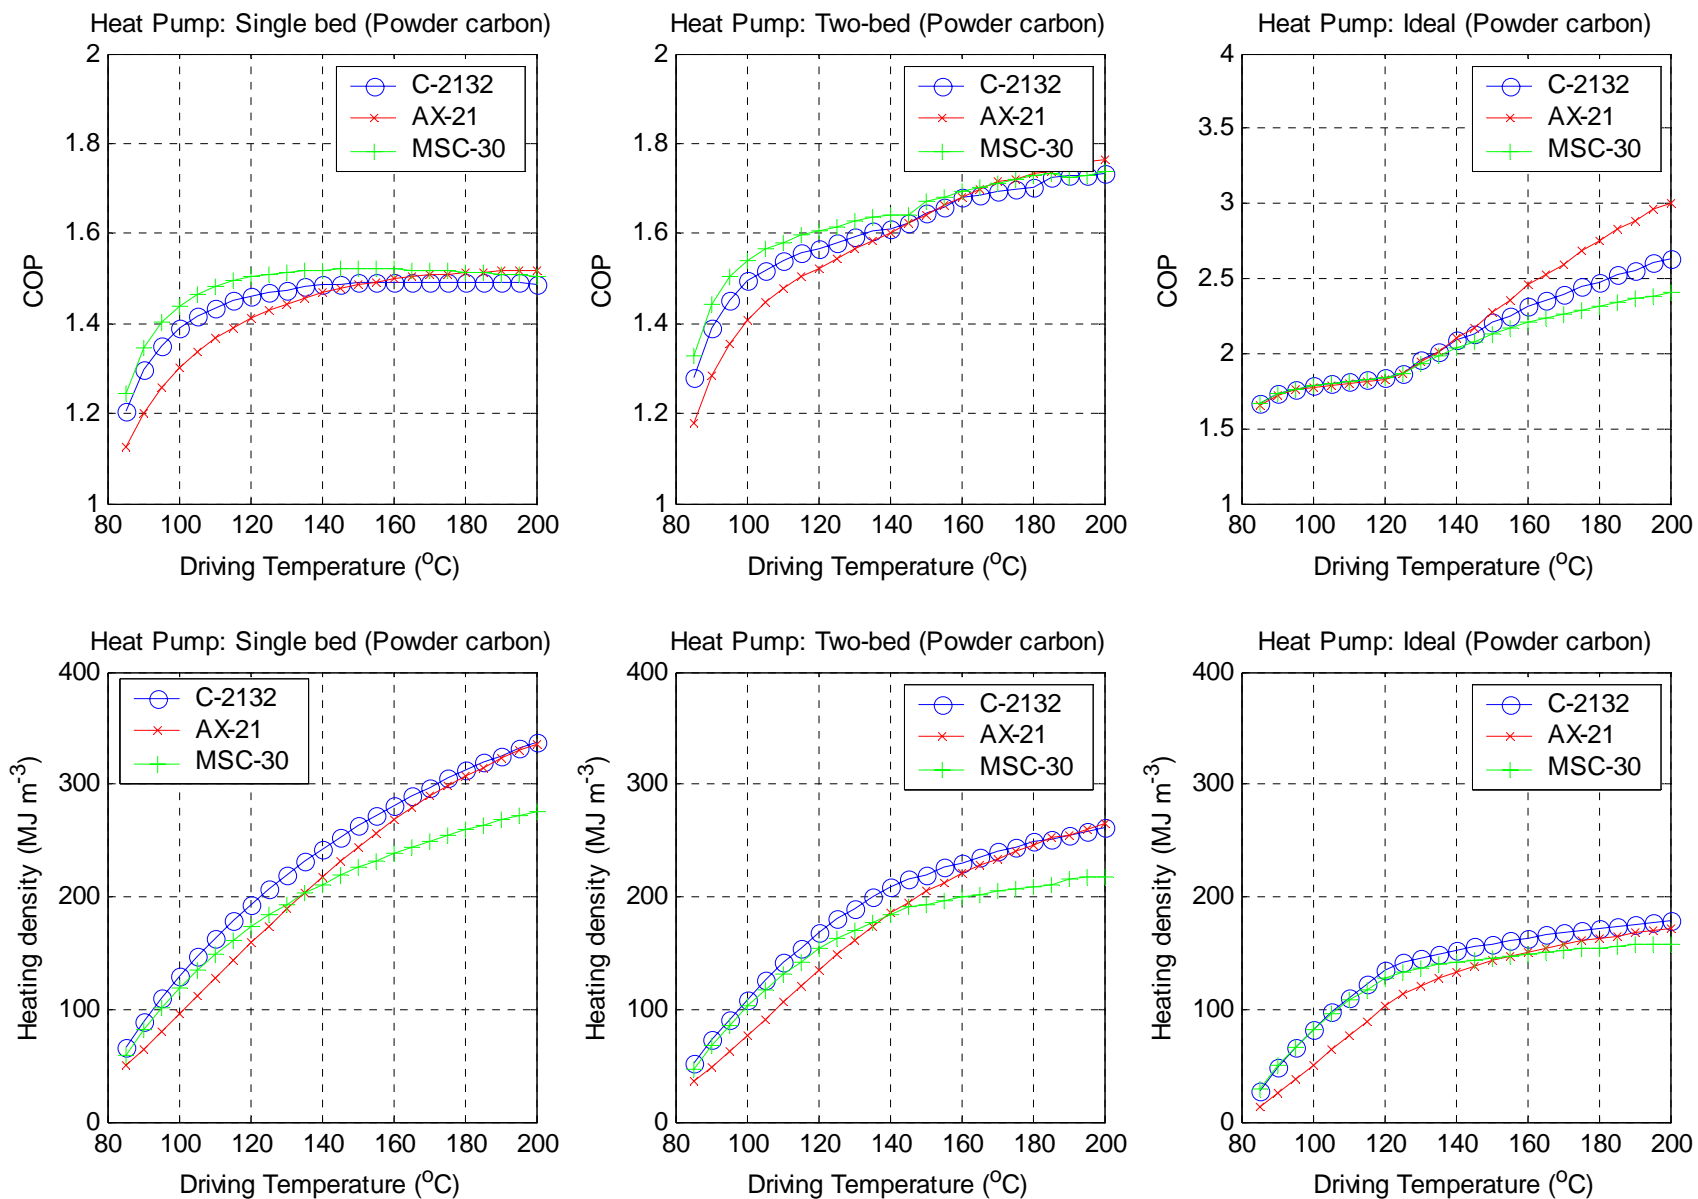 Heat Pump: Single bed (Powder carbon)
2
1.8
1.6
1.4
1.2
1
COP
C-2132
AX-21
MSC-30
80 100 120 140 160 180 200
Driving Temperature (°C)
Heat Pump: Two-bed (Powder carbon)
2
1.8
1.6
1.4
1.2
1
COP
C-2132
AX-21
MSC-30
80 100 120 140 160 180 200
Driving Temperature (°C)
Heat Pump: Ideal (Powder carbon)
4
3.5
3
2.5
2
1.5
1
COP
C-2132
AX-21
MSC-30
80 100 120 140 160 180 200
Driving Temperature (°C)
Heat Pump: Single bed (Powder carbon)
400
300
200
100
0
Heating density (MJ m⁻³)
C-2132
AX-21
MSC-30
80 100 120 140 160 180 200
Driving Temperature (°C)
Heat Pump: Two-bed (Powder carbon)
400
300
200
100
0
Heating density (MJ m⁻³)
C-2132
AX-21
MSC-30
80 100 120 140 160 180 200
Driving Temperature (°C)
Heat Pump: Ideal (Powder carbon)
400
300
200
100
0
Heating density (MJ m⁻³)
C-2132
AX-21
MSC-30
80 100 120 140 160 180 200
Driving Temperature (°C)